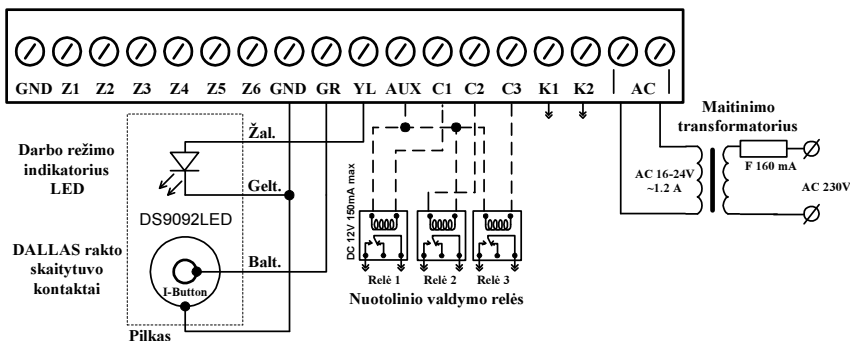 GND Z1 Z2 Z3 Z4 Z5 Z6 GND GR YL AUX C1 C2 C3 K1 K2 AC
Maitinimo
transformatorius
Žal.
Darbo režimo
indikatorius
LED
Gelt.
DS9092LED
F 160 mA
AC 16-24V
~1.2 A
AC 230V
DC 12V 150mA max
DALLAS rakto
skaitytuvo
kontaktai
Balt.
I-Button
Relė 1 Relė 2 Relė 3
Nuotolinio valdymo relės
Pilkas